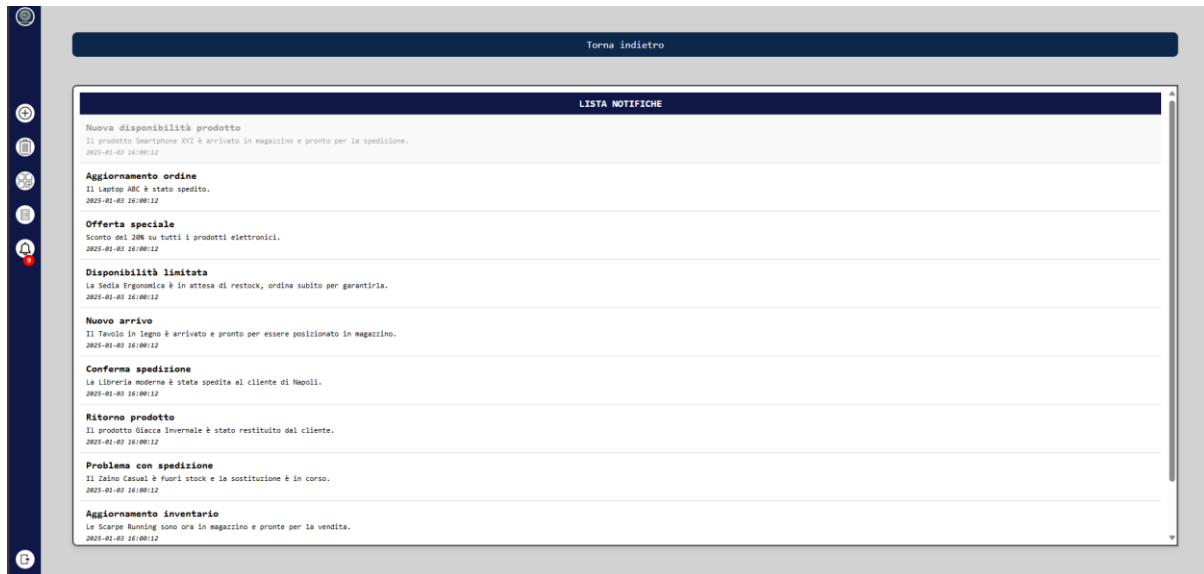 Torna indietro
LISTA NOTIFICHE
Nuova disponibilità prodotto
Il prodotto Smartphone XYZ è arrivato in magazzino e pronto per la spedizione.
2025-01-03 16:00:12
Aggiornamento ordine
Il Laptop ABC è stato spedito.
2025-01-03 16:00:12
Offerta speciale
Sconto del 20% su tutti i prodotti elettronici.
2025-01-03 16:00:12
Disponibilità limitata
La Sedia Ergonomica è in attesa di restock, ordina subito per garantirla.
2025-01-03 16:00:12
Nuovo arrivo
Il Tavolo in legno è arrivato e pronto per essere posizionato in magazzino.
2025-01-03 16:00:12
Conferma spedizione
La Libreria moderna è stata spedita al cliente di Napoli.
2025-01-03 16:00:12
Ritorno prodotto
Il prodotto Giacca Invernale è stato restituito dal cliente.
2025-01-03 16:00:12
Problema con spedizione
Il Zaino Casual è fuori stock e la sostituzione è in corso.
2025-01-03 16:00:12
Aggiornamento inventario
Le Scarpe Running sono ora in magazzino e pronte per la vendita.
2025-01-03 16:00:12
9